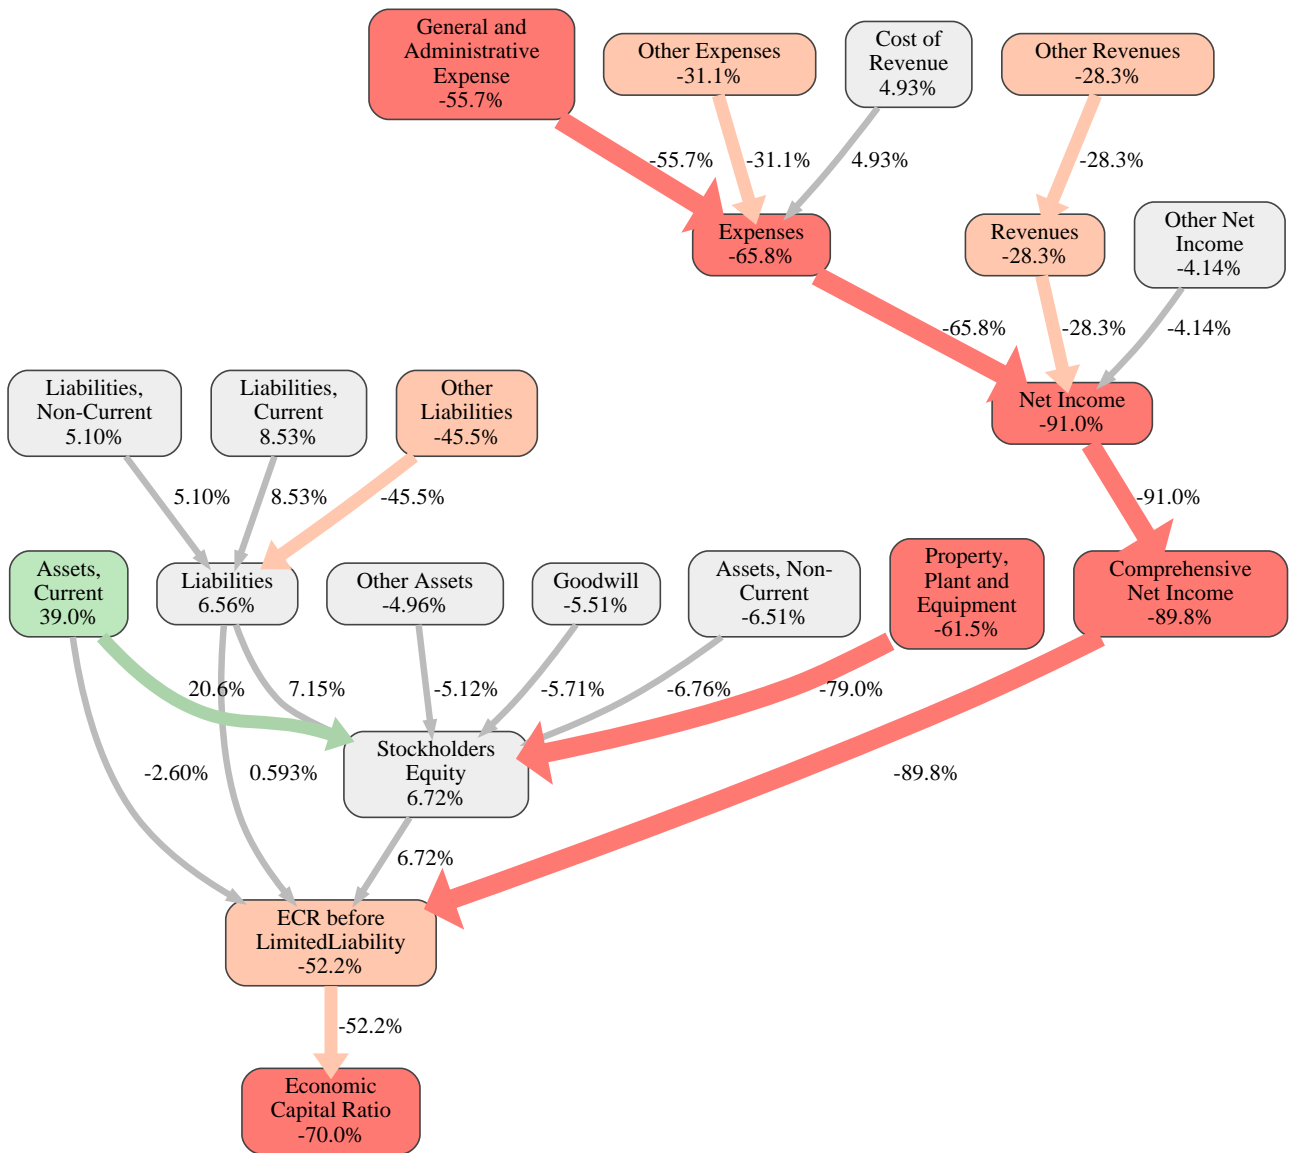 General and
Administrative
Expense
-55.7%
Other Expenses
-31.1%
Cost of
Revenue
4.93%
Other Revenues
-28.3%
-55.7%
-31.1%
4.93%
-28.3%
Expenses
-65.8%
Revenues
-28.3%
Other Net
Income
-4.14%
-65.8%
-28.3%
-4.14%
Liabilities,
Non-Current
5.10%
Liabilities,
Current
8.53%
Other
Liabilities
-45.5%
Net Income
-91.0%
5.10%
8.53%
-45.5%
-91.0%
Assets,
Current
39.0%
Liabilities
6.56%
Other Assets
-4.96%
Goodwill
-5.51%
Assets, Non-
Current
-6.51%
Property,
Plant and
Equipment
-61.5%
Comprehensive
Net Income
-89.8%
20.6%
7.15%
-5.12%
-5.71%
-6.76%
-79.0%
Stockholders
Equity
6.72%
-2.60%
0.593%
-89.8%
6.72%
ECR before
LimitedLiability
-52.2%
-52.2%
Economic
Capital Ratio
-70.0%